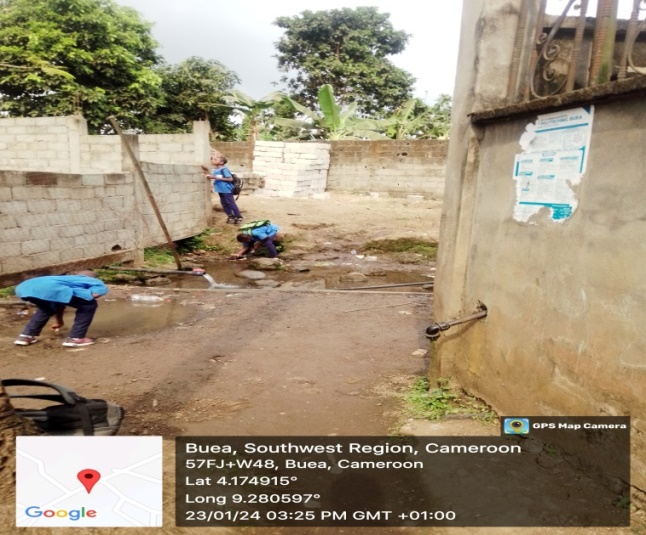 GPS Map Camera
Buea, Southwest Region, Cameroon
57FJ+W48, Buea, Cameroon
Lat 4.174915°
Long 9.280597°
23/01/24 03:25 PM GMT +01:00
Google